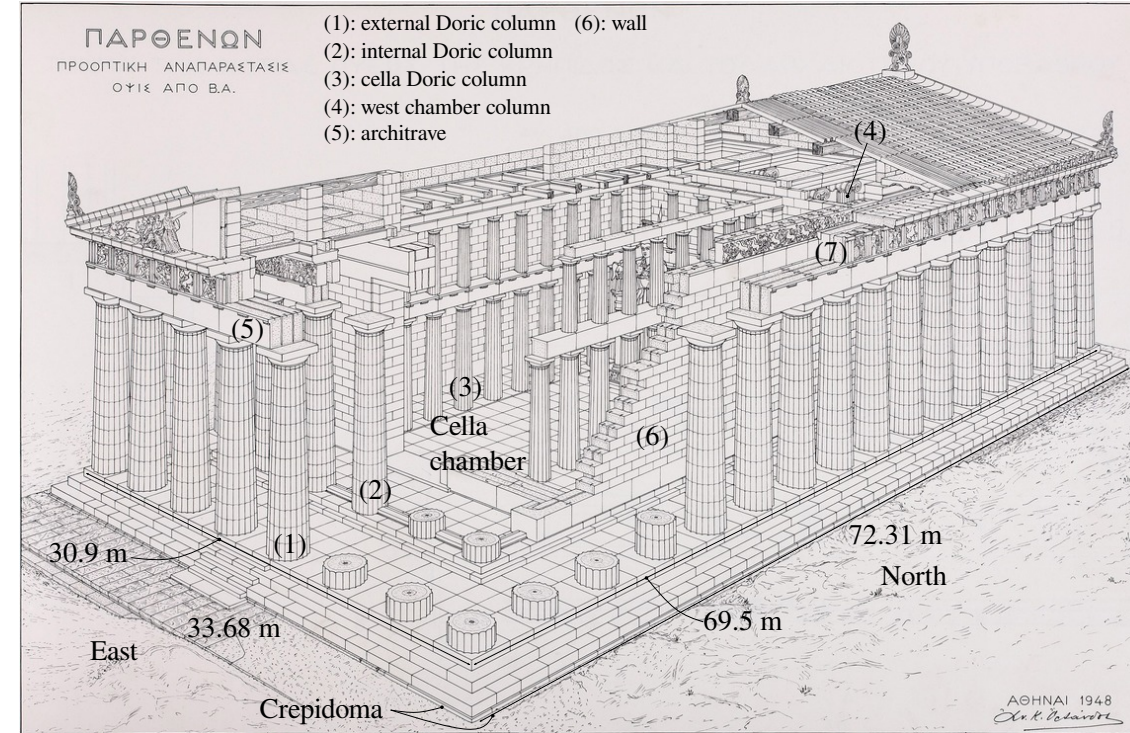 ΠΑΡΘΕΝΩΝ
ΠΡΟΟΠΤΙΚΗ ΑΝΑΠΑΡΑΣΤΑΣΙΣ
ΟΨΙΣ ΑΠΟ Β.Α.
(1): external Doric column (6): wall
(2): internal Doric column
(3): cella Doric column
(4): west chamber column
(5): architrave
(4)
(7)
(5)
(3)
Cella
chamber
(6)
(2)
(1)
30.9 m
72.31 m
North
69.5 m
33.68 m
East
Crepidoma
ΑΘΗΝΑΙ 1948